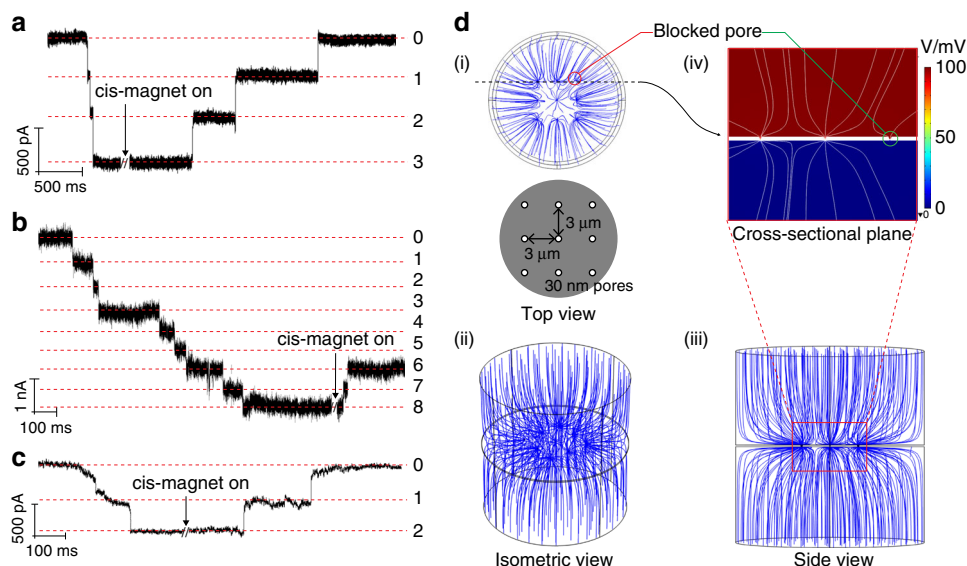 a
0
1
2
3
cis-magnet on
500 pA
500 ms
b
0
1
2
3
4
5
6
7
8
cis-magnet on
1 nA
100 ms
c
0
1
2
cis-magnet on
500 pA
100 ms
d
Blocked pore
(i)
3 μm
3 μm
30 nm pores
Top view
(ii)
Isometric view
(iii)
Side view
(iv)
V/mV
100
50
0
▼0
Cross-sectional plane